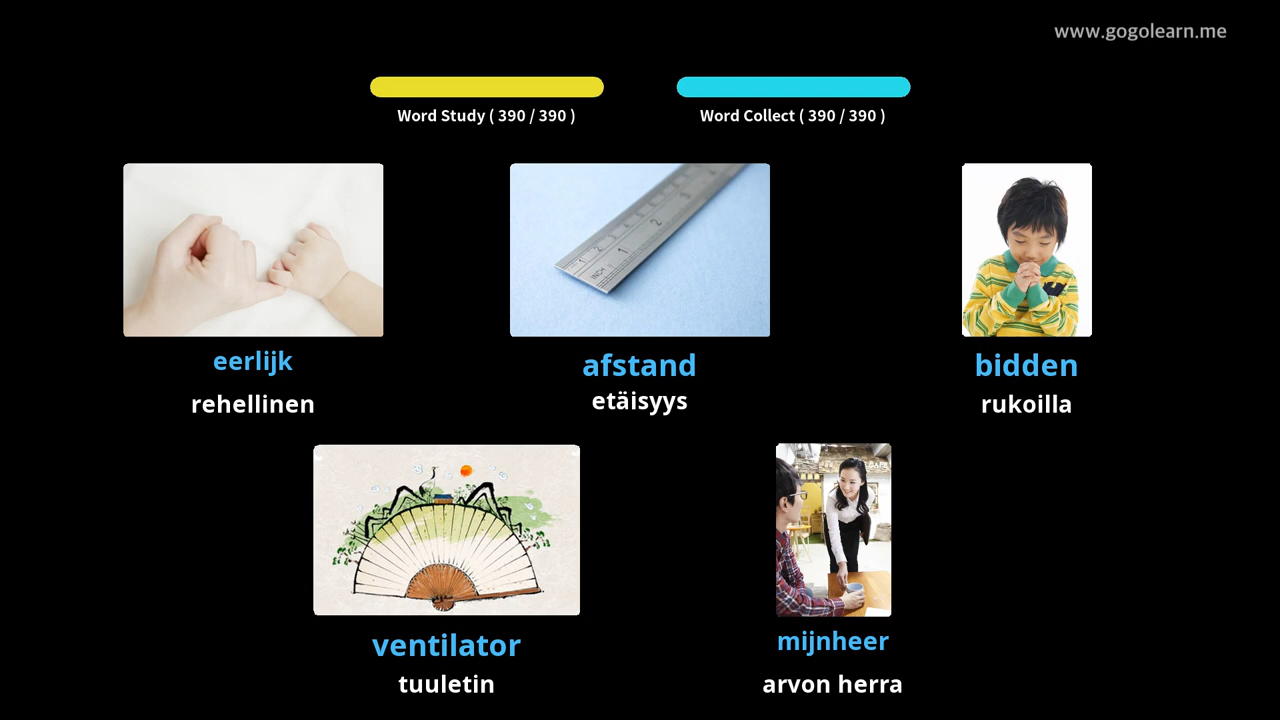 www.gogolearn.me
Word Study ( 390 / 390 )
Word Collect ( 390 / 390 )
eerlijk
rehellinen
afstand
etäisyys
bidden
rukoilla
ventilator
tuuletin
mijnheer
arvon herra